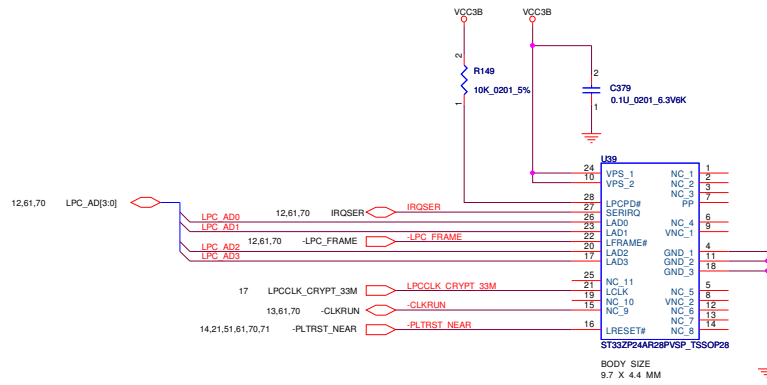 VCC3B VCC3B
2
R149
10K_0201_5%
1
2
C379
0.1U_0201_6.3V6K
1
U39
24 VPS_1 NC_1 1
10 VPS_2 NC_2 2
NC_3 3
28 LPCPD# PP 7
12,61,70 IRQSER IRQSER 27 SERIRQ
12,61,70 LPC_AD[3:0]
LPC_AD0 26 LAD0 NC_4 6
LPC_AD1 23 LAD1 VNC_1 9
12,61,70 -LPC_FRAME -LPC_FRAME 22 LFRAME#
LPC_AD2 20 LAD2 GND_1 4
LPC_AD3 17 LAD3 GND_2 11
GND_3 18
25 NC_11
17 LPCCLK_CRYPT_33M LPCCLK_CRYPT_33M 21 LCLK NC_5 5
19 NC_10 VNC_2 8
13,61,70 -CLKRUN -CLKRUN 15 NC_9 NC_6 12
NC_7 13
14,21,51,61,70,71 -PLTRST_NEAR -PLTRST_NEAR 16 LRESET# NC_8 14
ST33ZP24AR28PVSP_TSSOP28
BODY SIZE
9.7 X 4.4 MM